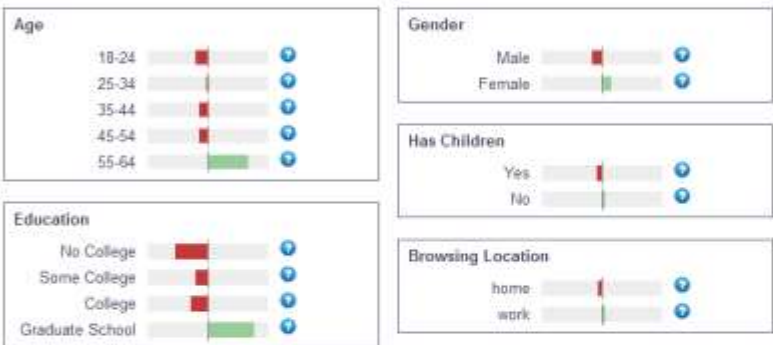 Age
18-24
25-34
35-44
45-54
55-64
Education
No College
Some College
College
Graduate School
Gender
Male
Female
Has Children
Yes
No
Browsing Location
home
work